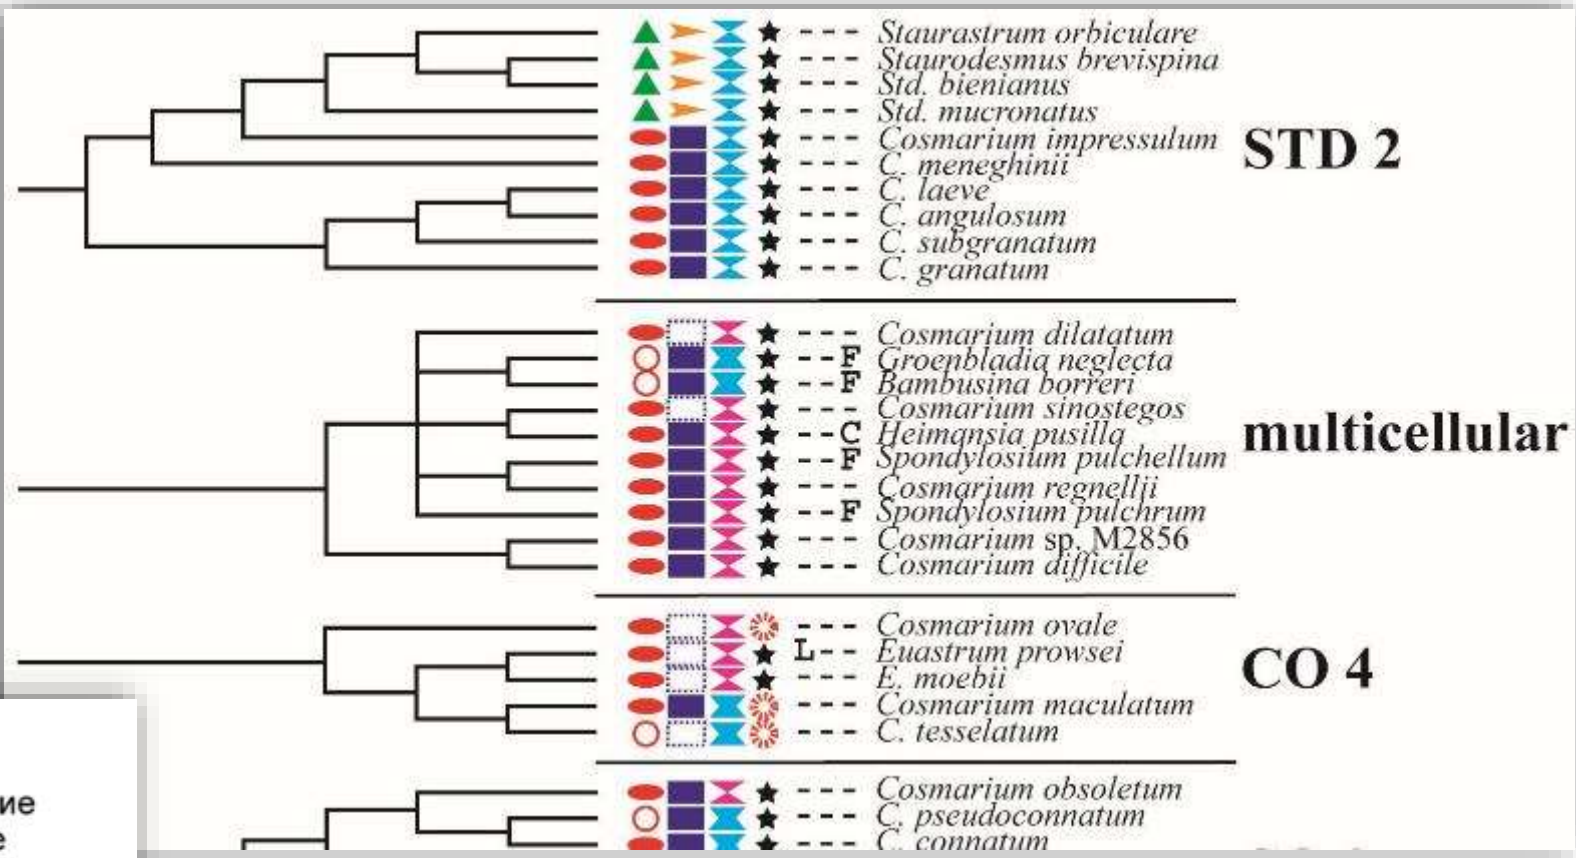 --- Staurastrum orbiculare
--- Staurodesmus brevispina
--- Std. bienianus
--- Std. mucronatus
--- Cosmarium impressulum
--- C. meneghinii
--- C. laeve
--- C. angulosum
--- C. subgranatum
--- C. granatum
STD 2
--- Cosmarium dilatatum
--F Groenbladia neglecta
--F Bambusina borreri
--- Cosmarium sinostegos
--C Heimansia pusilla
--F Spondylosium pulchellum
--- Cosmarium regnellii
--F Spondylosium pulchrum
--- Cosmarium sp. M2856
--- Cosmarium difficile
multicellular
--- Cosmarium ovale
L-- Euastrum prowsei
--- E. moebii
--- Cosmarium maculatum
--- C. tesselatum
CO 4
--- Cosmarium obsoletum
--- C. pseudoconnatum
--- C. connatum
ие
е